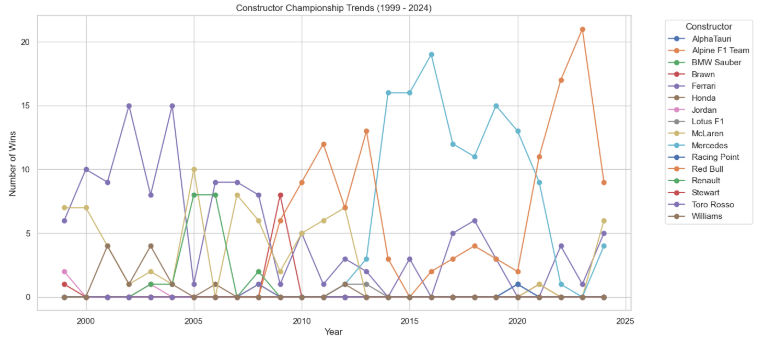 Constructor Championship Trends (1999 - 2024)
Number of Wins
20
15
10
5
0
2000
2005
2010
2015
2020
2025
Year
Constructor
AlphaTauri
Alpine F1 Team
BMW Sauber
Brawn
Ferrari
Honda
Jordan
Lotus F1
McLaren
Mercedes
Racing Point
Red Bull
Renault
Stewart
Toro Rosso
Williams